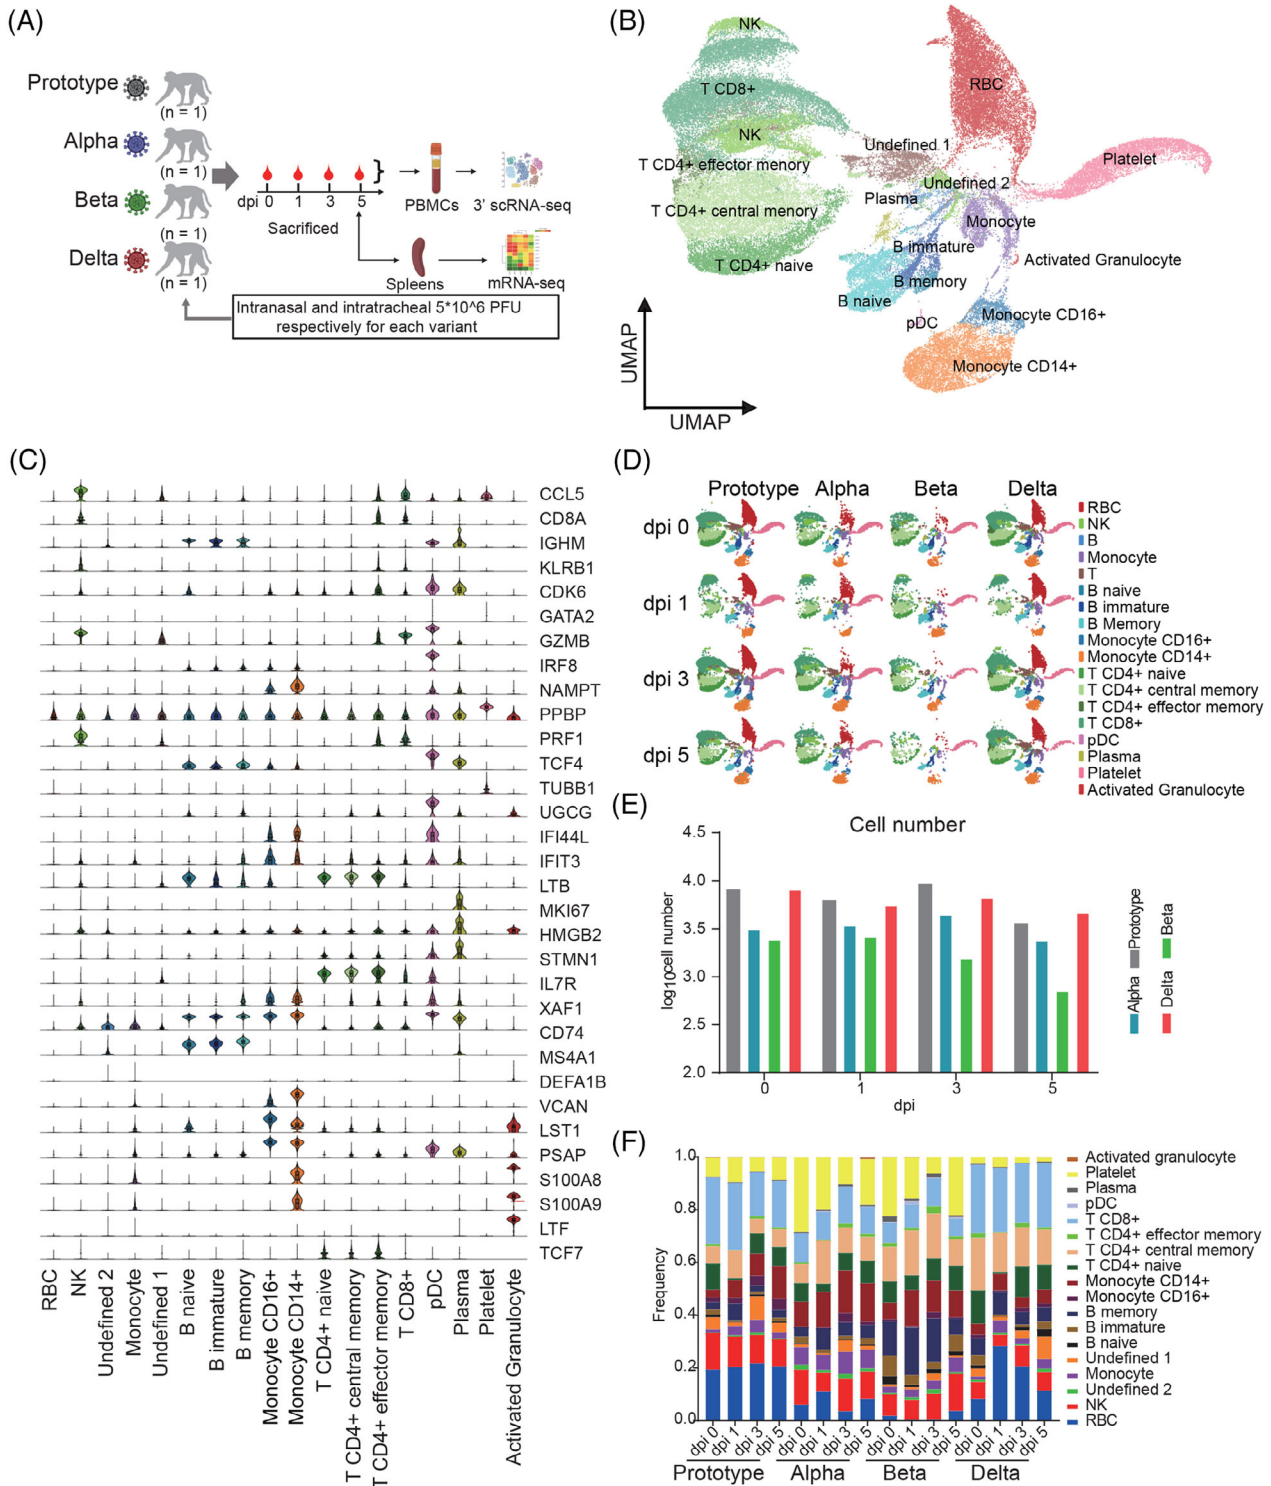 (A)
Prototype
(n = 1)
Alpha
(n = 1)
Beta
(n = 1)
Delta
(n = 1)
dpi 0 1 3 5
Sacrificed
PBMCs
3' scRNA-seq
Spleens
mRNA-seq
Intranasal and intratracheal 5*10^6 PFU
respectively for each variant
(B)
NK
T CD8+
NK
T CD4+ effector menory
T CD4+ central menory
T CD4+ naive
RBC
Undefined 1
Platelet
Undefined 2
Plasma
Monocyte
B immature
Activated Granulocyte
B memory
B naive
pDC
Monocyte CD16+
Monocyte CD14+
UMAP
UMAP
(C)
CCL5
CD8A
IGHM
KLRB1
CDK6
GATA2
GZMB
IRF8
NAMPT
PPBP
PRF1
TCF4
TUBB1
UGCG
IFI44L
IFIT3
LTB
MKI67
HMGB2
STMN1
IL7R
XAF1
CD74
MS4A1
DEFA1B
VCAN
LST1
PSAP
S100A8
S100A9
LTF
TCF7
RBC
NK
Undefined 2
Monocyte
Undefined 1
B naive
B immature
B memory
Monocyte CD16+
Monocyte CD14+
T CD4+ naive
T CD4+ central memory
T CD4+ effector memory
T CD8+
pDC
Plasma
Platelet
Activated Granulocyte
(D)
Prototype Alpha Beta Delta
dpi 0
dpi 1
dpi 3
dpi 5
RBC
NK
B
Monocyte
T
B naive
B immature
B Memory
Monocyte CD16+
Monocyte CD14+
T CD4+ naive
T CD4+ central memory
T CD4+ effector memory
T CD8+
pDC
Plasma
Platelet
Activated Granulocyte
(E)
Cell number
log10cell number
4.5
4.0
3.5
3.0
2.5
2.0
0 1 3 5
dpi
Prototype
Beta
Alpha
Delta
(F)
Frequency
1.0
0.8
0.6
0.4
0.2
0.0
dpi 0 dpi 1 dpi 3 dpi 5 dpi 0 dpi 1 dpi 3 dpi 5 dpi 0 dpi 1 dpi 3 dpi 5 dpi 0 dpi 1 dpi 3 dpi 5
Prototype Alpha Beta Delta
Activated granulocyte
Platelet
Plasma
pDC
T CD8+
T CD4+ effector memory
T CD4+ central memory
T CD4+ naive
Monocyte CD14+
Monocyte CD16+
B memory
B immature
B naive
Undefined 1
Monocyte
Undefined 2
NK
RBC